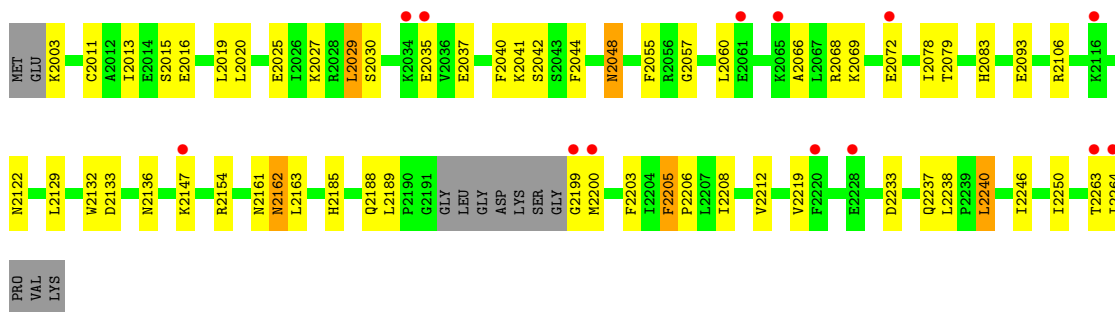 MET GLU K2003 C2011 A2012 I2013 E2014 S2015 E2016 L2019 L2020 E2025 I2026 K2027 R2028 L2029 S2030 K2034 E2035 V2036 E2037 F2040 K2041 S2042 S2043 F2044 N2048 F2055 R2056 G2057 L2060 E2061 K2065 A2066 L2067 R2068 K2069 E2072 I2078 T2079 H2083 E2093 R2106 K2116
N2122 L2129 W2132 D2133 N2136 K2147 R2154 N2161 N2162 L2163 H2185 Q2188 L2189 P2190 G2191 GLY LEU GLY ASP LYS SER GLY G2199 M2200 F2203 I2204 F2205 P2206 L2207 I2208 V2212 V2219 F2220 E2228 D2233 Q2237 L2238 P2239 L2240 I2246 I2250 T2263
PRO VAL LYS